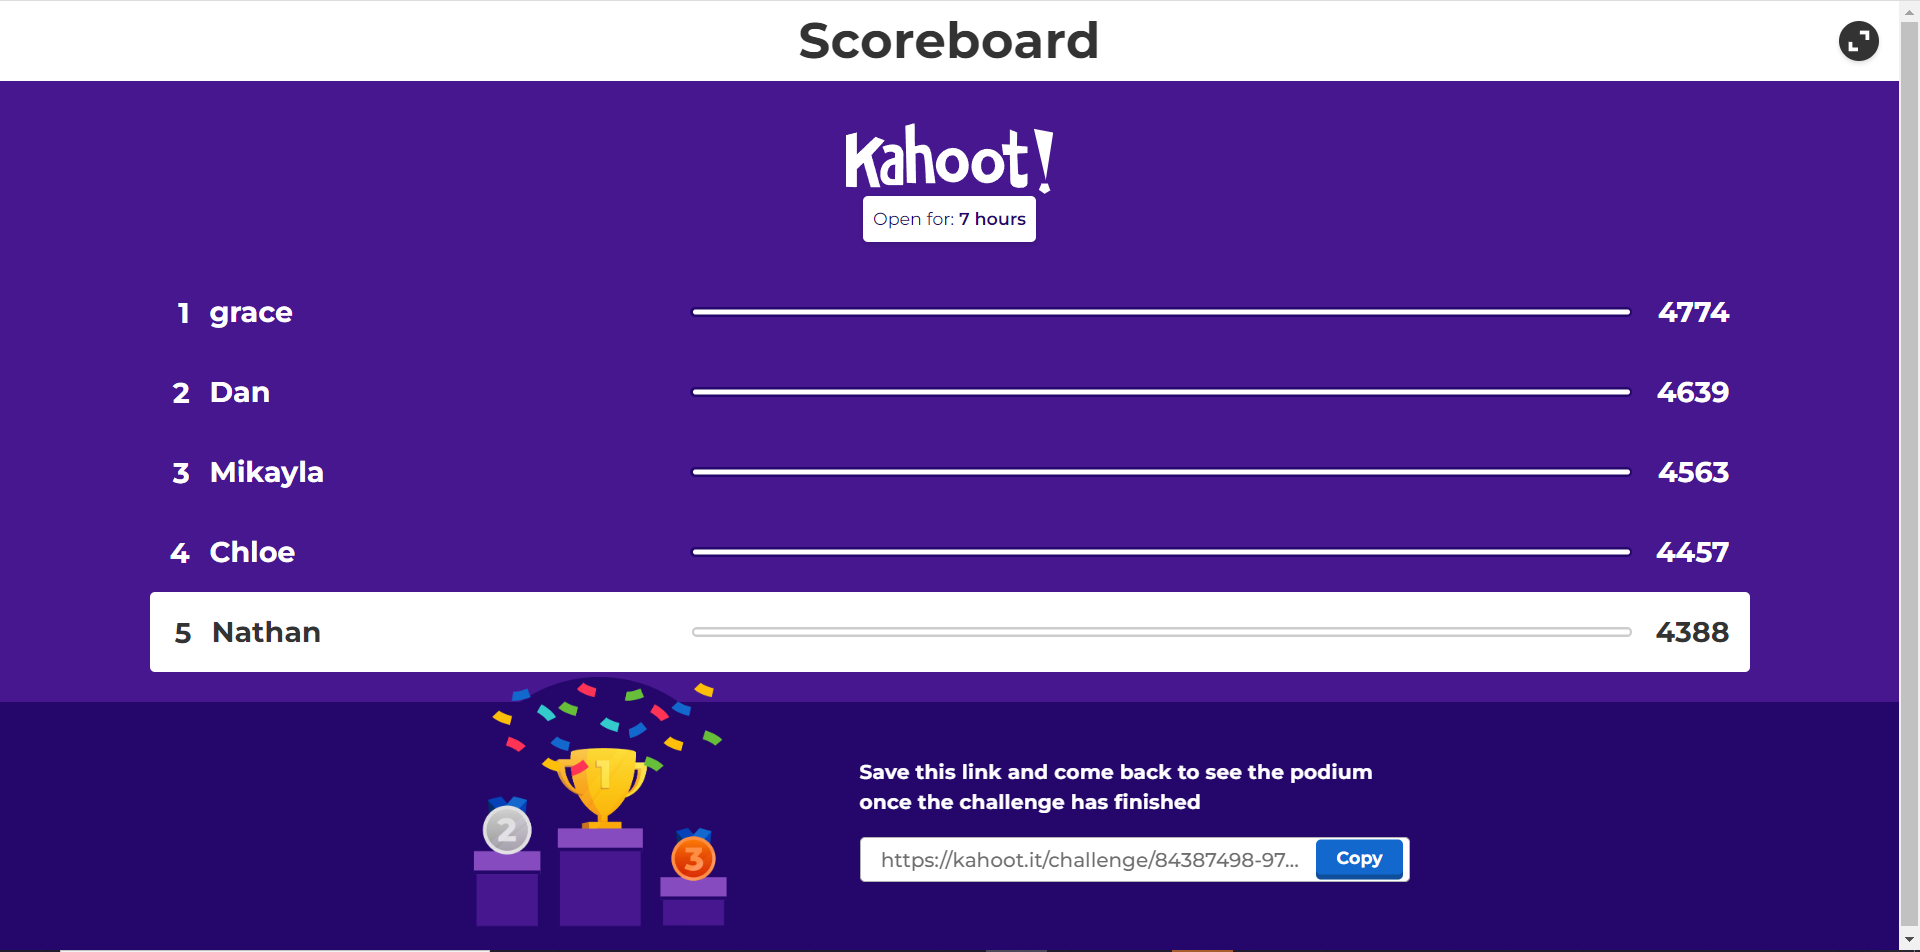 Scoreboard
Kahoot!
Open for: 7 hours
1 grace 4774
2 Dan 4639
3 Mikayla 4563
4 Chloe 4457
5 Nathan 4388
1
2
3
Save this link and come back to see the podium
once the challenge has finished
https://kahoot.it/challenge/84387498-97... Copy